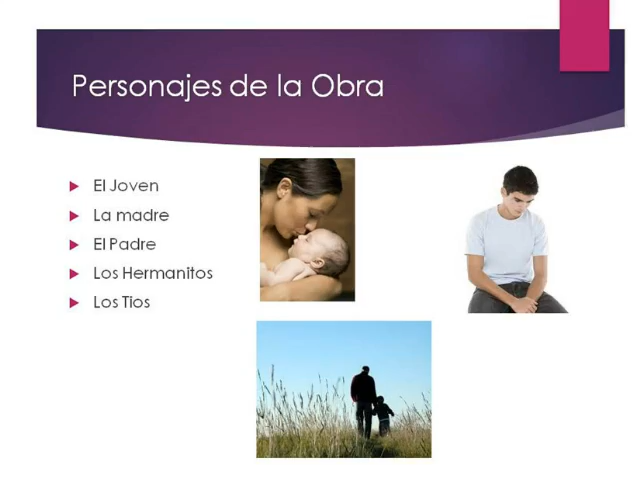 Personajes de la Obra
El Joven
La madre
El Padre
Los Hermanitos
Los Tios